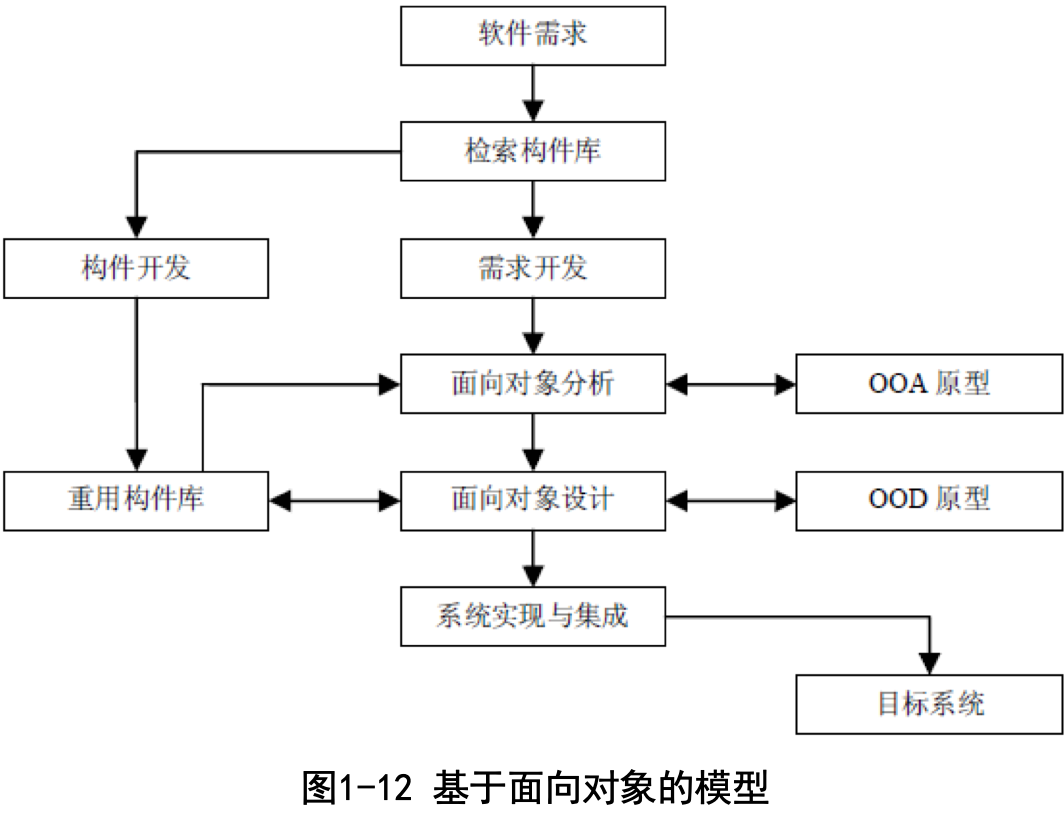 软件需求
检索构件库
构件开发
需求开发
面向对象分析
OOA 原型
重用构件库
面向对象设计
OOD 原型
系统实现与集成
目标系统
图1-12 基于面向对象的模型